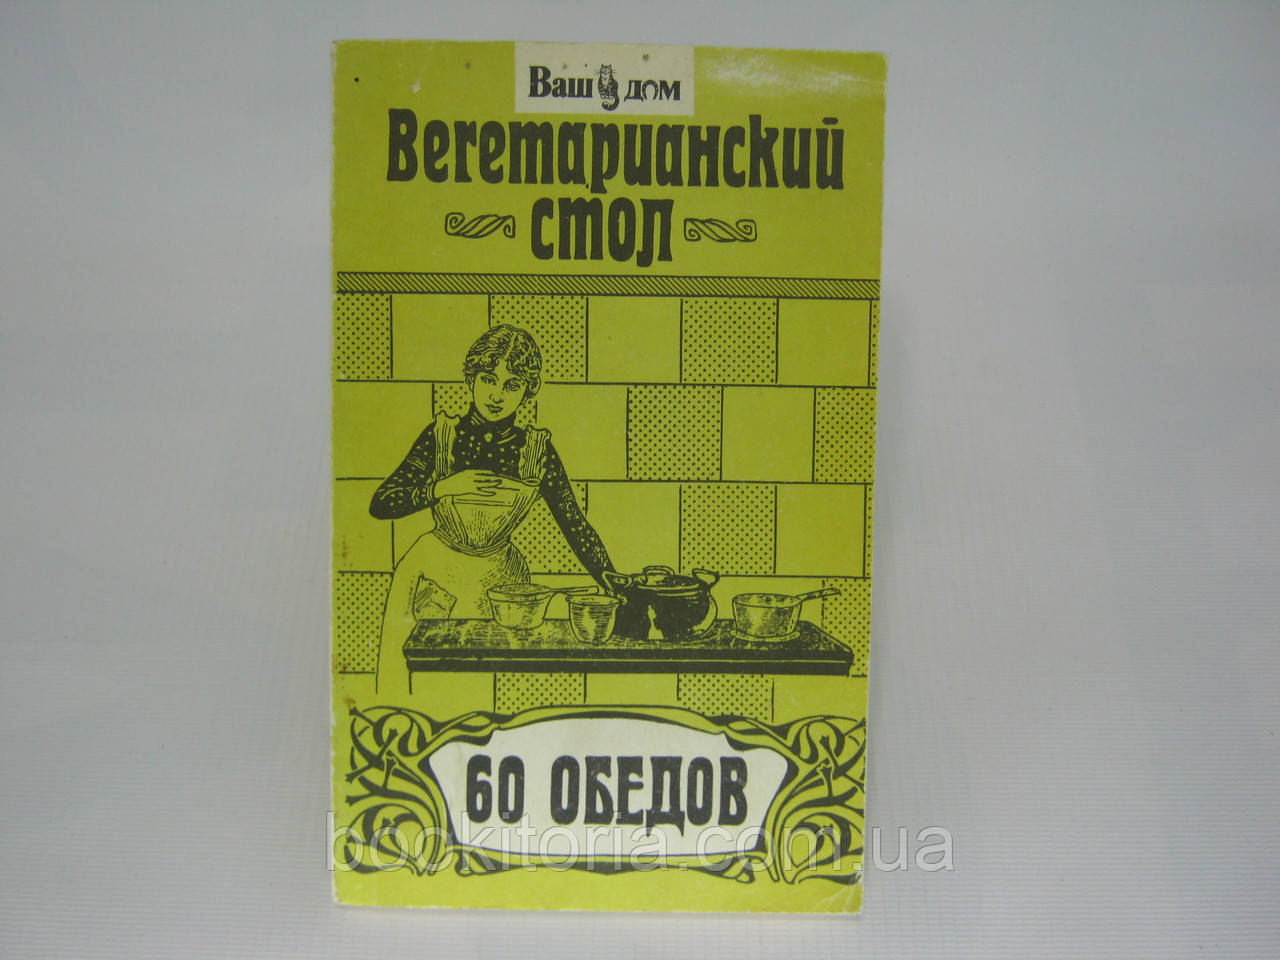 Ваш дом
Вегетарианский
стол
60 ОБЕДОВ
bookitoria.com.ua